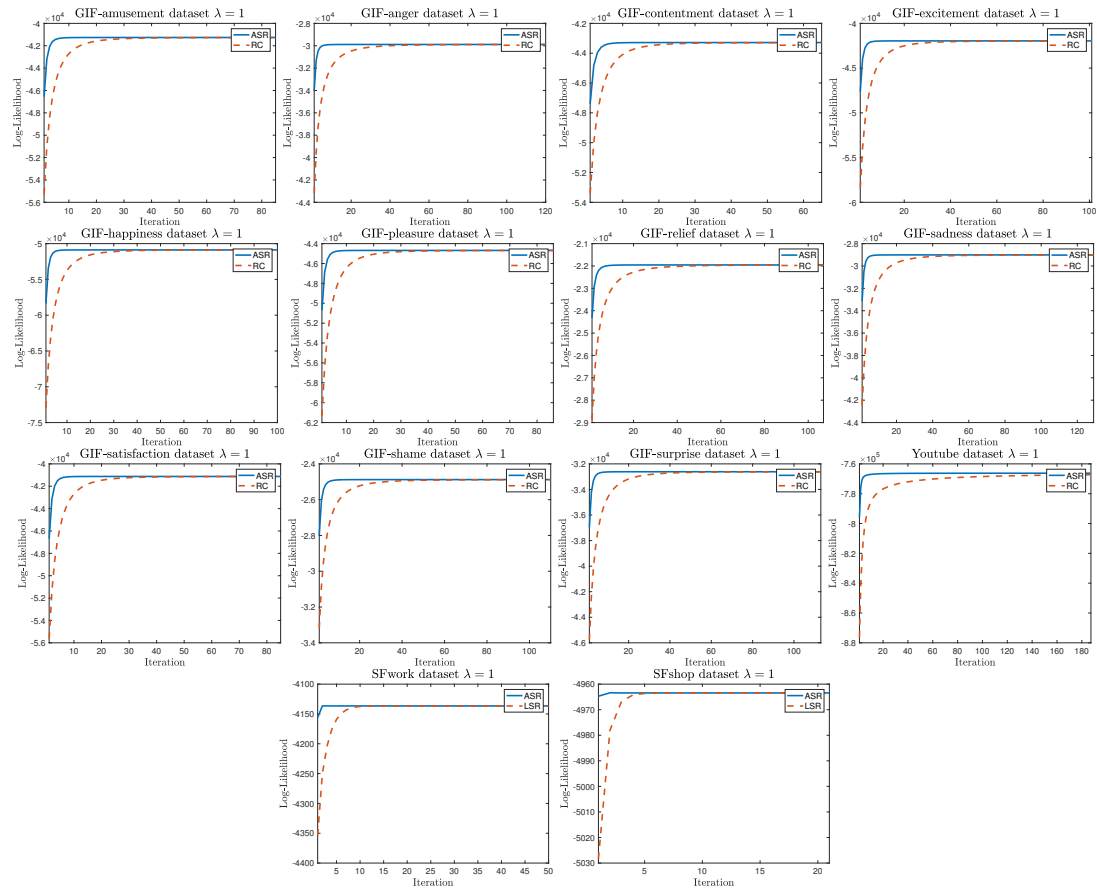 GIF-amusement dataset λ = 1
×10⁴
-4
-4.2
-4.4
-4.6
-4.8
-5
-5.2
-5.4
-5.6
Log-Likelihood
ASR
RC
10 20 30 40 50 60 70 80
Iteration
GIF-anger dataset λ = 1
×10⁴
-2.8
-3
-3.2
-3.4
-3.6
-3.8
-4
-4.2
-4.4
Log-Likelihood
ASR
RC
20 40 60 80 100 120
Iteration
GIF-contentment dataset λ = 1
×10⁴
-4.2
-4.4
-4.6
-4.8
-5
-5.2
-5.4
Log-Likelihood
ASR
RC
10 20 30 40 50 60
Iteration
GIF-excitement dataset λ = 1
×10⁴
-4
-4.5
-5
-5.5
-6
Log-Likelihood
ASR
RC
20 40 60 80 100
Iteration
GIF-happiness dataset λ = 1
×10⁴
-5
-5.5
-6
-6.5
-7
-7.5
Log-Likelihood
ASR
RC
10 20 30 40 50 60 70 80 90 100
Iteration
GIF-pleasure dataset λ = 1
×10⁴
-4.4
-4.6
-4.8
-5
-5.2
-5.4
-5.6
-5.8
-6
-6.2
Log-Likelihood
ASR
RC
10 20 30 40 50 60 70 80
Iteration
GIF-relief dataset λ = 1
×10⁴
-2.1
-2.2
-2.3
-2.4
-2.5
-2.6
-2.7
-2.8
-2.9
Log-Likelihood
ASR
RC
20 40 60 80 100
Iteration
GIF-sadness dataset λ = 1
×10⁴
-2.8
-3
-3.2
-3.4
-3.6
-3.8
-4
-4.2
-4.4
Log-Likelihood
ASR
RC
20 40 60 80 100 120
Iteration
GIF-satisfaction dataset λ = 1
×10⁴
-4
-4.2
-4.4
-4.6
-4.8
-5
-5.2
-5.4
-5.6
Log-Likelihood
ASR
RC
10 20 30 40 50 60 70 80
Iteration
GIF-shame dataset λ = 1
×10⁴
-2.4
-2.6
-2.8
-3
-3.2
-3.4
Log-Likelihood
ASR
RC
20 40 60 80 100
Iteration
GIF-surprise dataset λ = 1
×10⁴
-3.2
-3.4
-3.6
-3.8
-4
-4.2
-4.4
-4.6
Log-Likelihood
ASR
RC
20 40 60 80 100
Iteration
Youtube dataset λ = 1
×10⁵
-7.6
-7.8
-8
-8.2
-8.4
-8.6
-8.8
Log-Likelihood
ASR
RC
20 40 60 80 100 120 140 160 180
Iteration
SFwork dataset λ = 1
-4100
-4150
-4200
-4250
-4300
-4350
-4400
Log-Likelihood
ASR
LSR
5 10 15 20 25 30 35 40 45 50
Iteration
SFshop dataset λ = 1
-4960
-4970
-4980
-4990
-5000
-5010
-5020
-5030
Log-Likelihood
ASR
LSR
5 10 15 20
Iteration